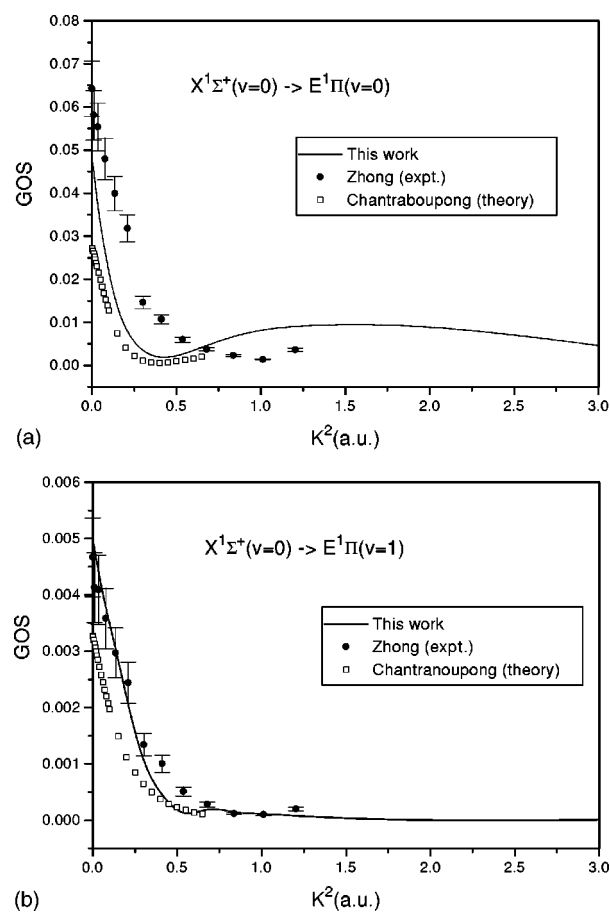 0.08
0.07
0.06
0.05
0.04
0.03
0.02
0.01
0.00
GOS
X¹Σ⁺(v=0) -> E¹Π(v=0)
This work
Zhong (expt.)
Chantraboupong (theory)
0.0 0.5 1.0 1.5 2.0 2.5 3.0
(a)
K²(a.u.)
0.006
0.005
0.004
0.003
0.002
0.001
0.000
GOS
X¹Σ⁺(v=0) -> E¹Π(v=1)
This work
Zhong (expt.)
Chantranoupong (theory)
0.0 0.5 1.0 1.5 2.0 2.5 3.0
(b)
K²(a.u.)